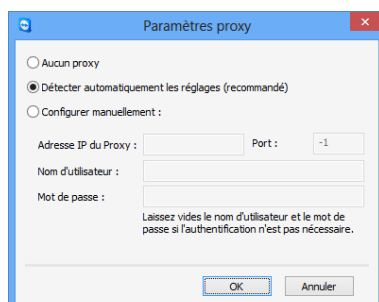 Paramètres proxy
Aucun proxy
Détecter automatiquement les réglages (recommandé)
Configurer manuellement :
Adresse IP du Proxy : Port : -1
Nom d'utilisateur :
Mot de passe :
Laissez vides le nom d'utilisateur et le mot de
passe si l'authentification n'est pas nécessaire.
OK Annuler